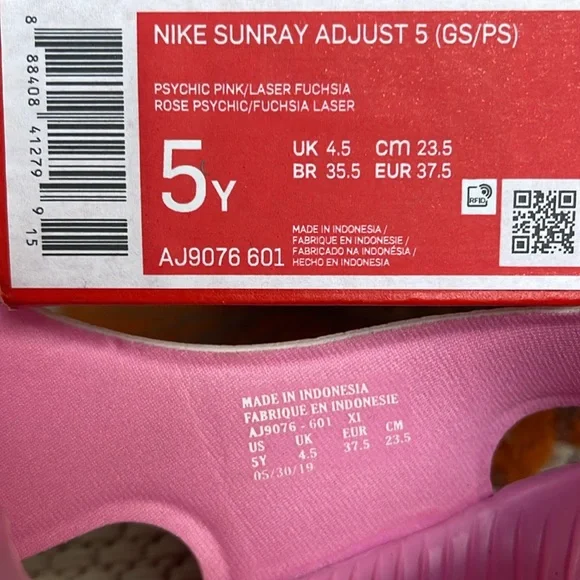 NIKE SUNRAY ADJUST 5 (GS/PS)
PSYCHIC PINK/LASER FUCHSIA
ROSE PSYCHIC/FUCHSIA LASER
5Y
UK 4.5 CM 23.5
BR 35.5 EUR 37.5
RFID
MADE IN INDONESIA /
FABRIQUE EN INDONESIE /
FABRICADO NA INDONÉSIA /
HECHO EN INDONESIA
AJ9076 601
8 88408 41279 9 15
MADE IN INDONESIA
FABRIQUE EN INDONESIE
AJ9076 - 601 XI
US UK EUR CM
5Y 4.5 37.5 23.5
05/30/19